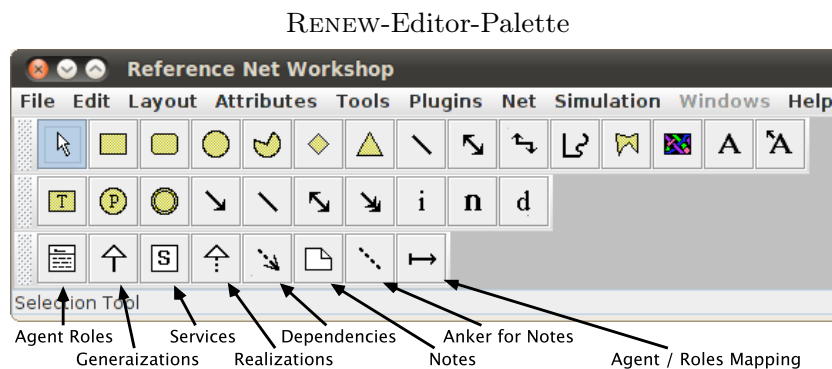 RENEW-Editor-Palette
Reference Net Workshop
File Edit Layout Attributes Tools Plugins Net Simulation Windows Help
A A
T P i n d
S
Selection Tool
Agent Roles Services Dependencies Anker for Notes
Generaizations Realizations Notes Agent / Roles Mapping